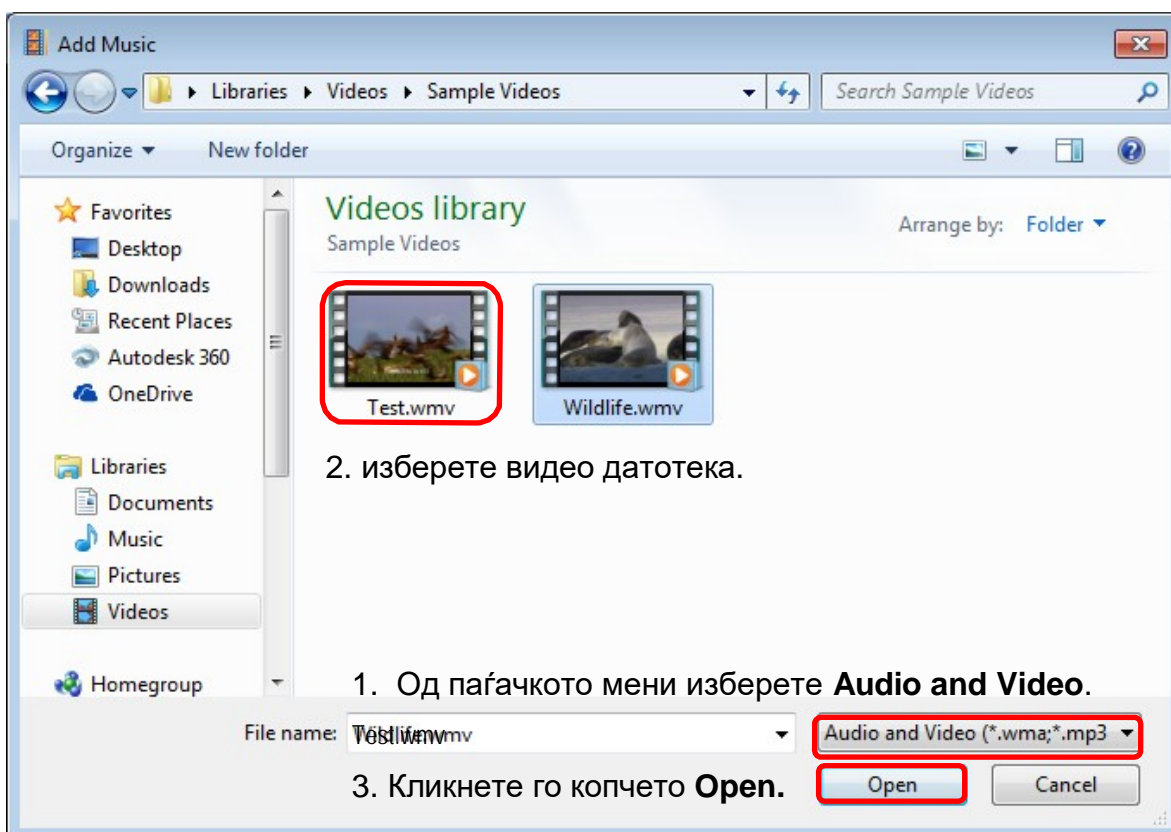 Add Music
Libraries ▸ Videos ▸ Sample Videos
Search Sample Videos
Organize
New folder
Favorites
Desktop
Downloads
Recent Places
Autodesk 360
OneDrive
Libraries
Documents
Music
Pictures
Videos
Homegroup
Videos library
Sample Videos
Arrange by: Folder
Test.wmv
Wildlife.wmv
2. изберете видео датотека.
1. Од паѓачкото мени изберете Audio and Video.
File name:
Audio and Video (*.wma;*.mp3
3. Кликнете го копчето Open.
Open
Cancel